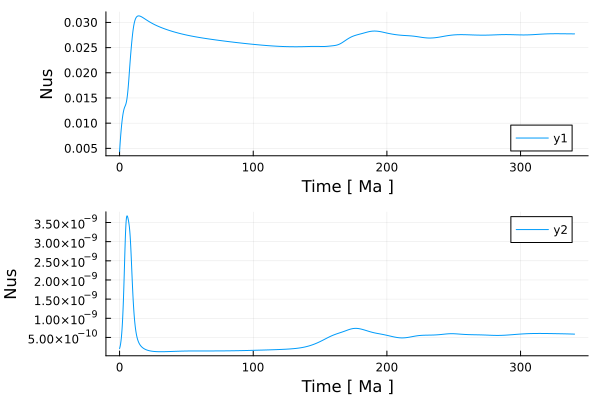 Nus
0.030
0.025
0.020
0.015
0.010
0.005
y1
0 100 200 300
Time [ Ma ]
Nus
3.50×10⁻⁹
3.00×10⁻⁹
2.50×10⁻⁹
2.00×10⁻⁹
1.50×10⁻⁹
1.00×10⁻⁹
5.00×10⁻¹⁰
y2
0 100 200 300
Time [ Ma ]